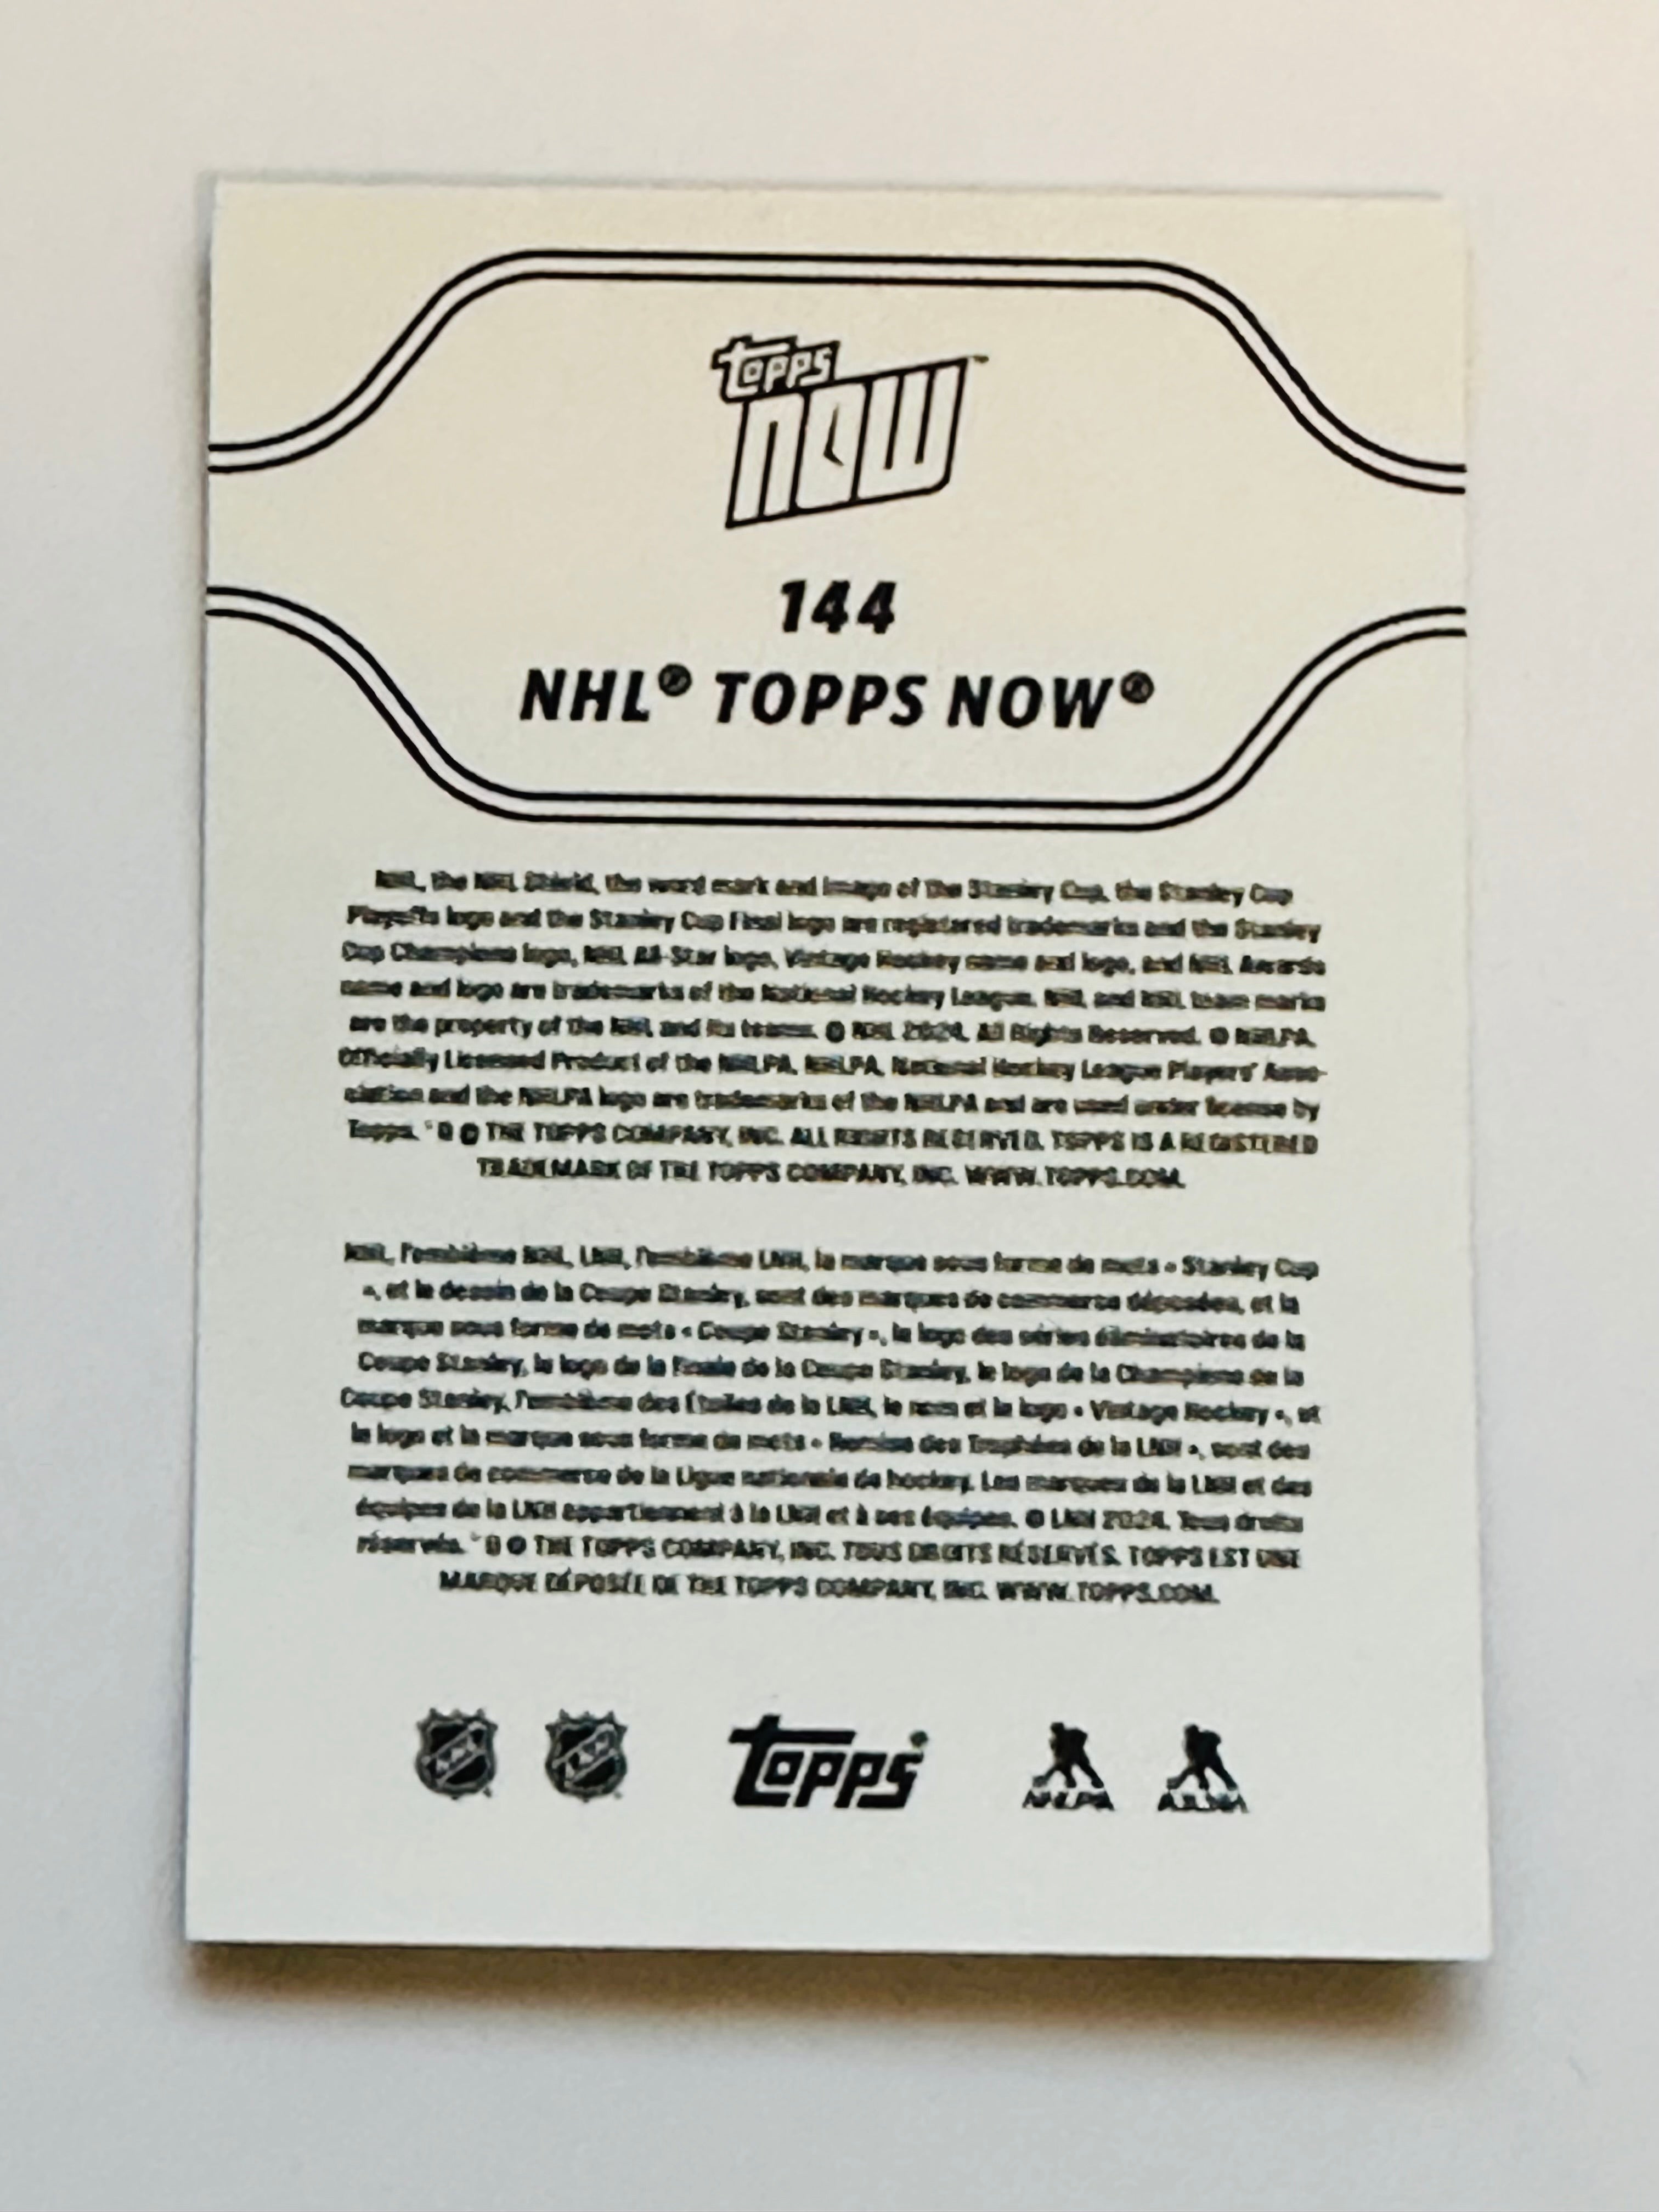 topps
now™
144
NHL® TOPPS NOW®
NHL, the NHL Shield, the word mark and image of the Stanley Cup, the Stanley Cup
Playoffs logo and the Stanley Cup Final logo are registered trademarks and the Stanley
Cup Champions logo, NHL All-Star logo, Vintage Hockey name and logo, and NHL Awards
name and logo are trademarks of the National Hockey League. NHL and NHL team marks
are the property of the NHL and its teams. © NHL 2024. All Rights Reserved. © NHLPA.
Officially Licensed Product of the NHLPA. NHLPA, National Hockey League Players' Asso-
ciation and the NHLPA logo are trademarks of the NHLPA and are used under license by
Topps. THE TOPPS COMPANY, INC. ALL RIGHTS RESERVED. TOPPS IS A REGISTERED
TRADEMARK OF THE TOPPS COMPANY, INC. WWW.TOPPS.COM.
NHL, l'emblème NHL, LNH, l'emblème LNH, la marque sous forme de mots « Stanley Cup
», et le dessin de la Coupe Stanley, sont des marques de commerce déposées, et la
marque sous forme de mots « Coupe Stanley », le logo des séries éliminatoires de la
Coupe Stanley, le logo de la Finale de la Coupe Stanley, le logo de la Champions de la
Coupe Stanley, l'emblème des Étoiles de la LNH, le nom et le logo « Vintage Hockey », et
le logo et la marque sous forme de mots « Remise des Trophées de la LNH », sont des
marques de commerce de la Ligue nationale de hockey. Les marques de la LNH et des
équipes de la LNH appartiennent à la LNH et à ses équipes. © LNH 2024. Tous droits
réservés. THE TOPPS COMPANY, INC. TOUS DROITS RÉSERVÉS. TOPPS EST UNE
MARQUE DÉPOSÉE DE THE TOPPS COMPANY, INC. WWW.TOPPS.COM.
NHL NHL topps NHLPA AJLNH